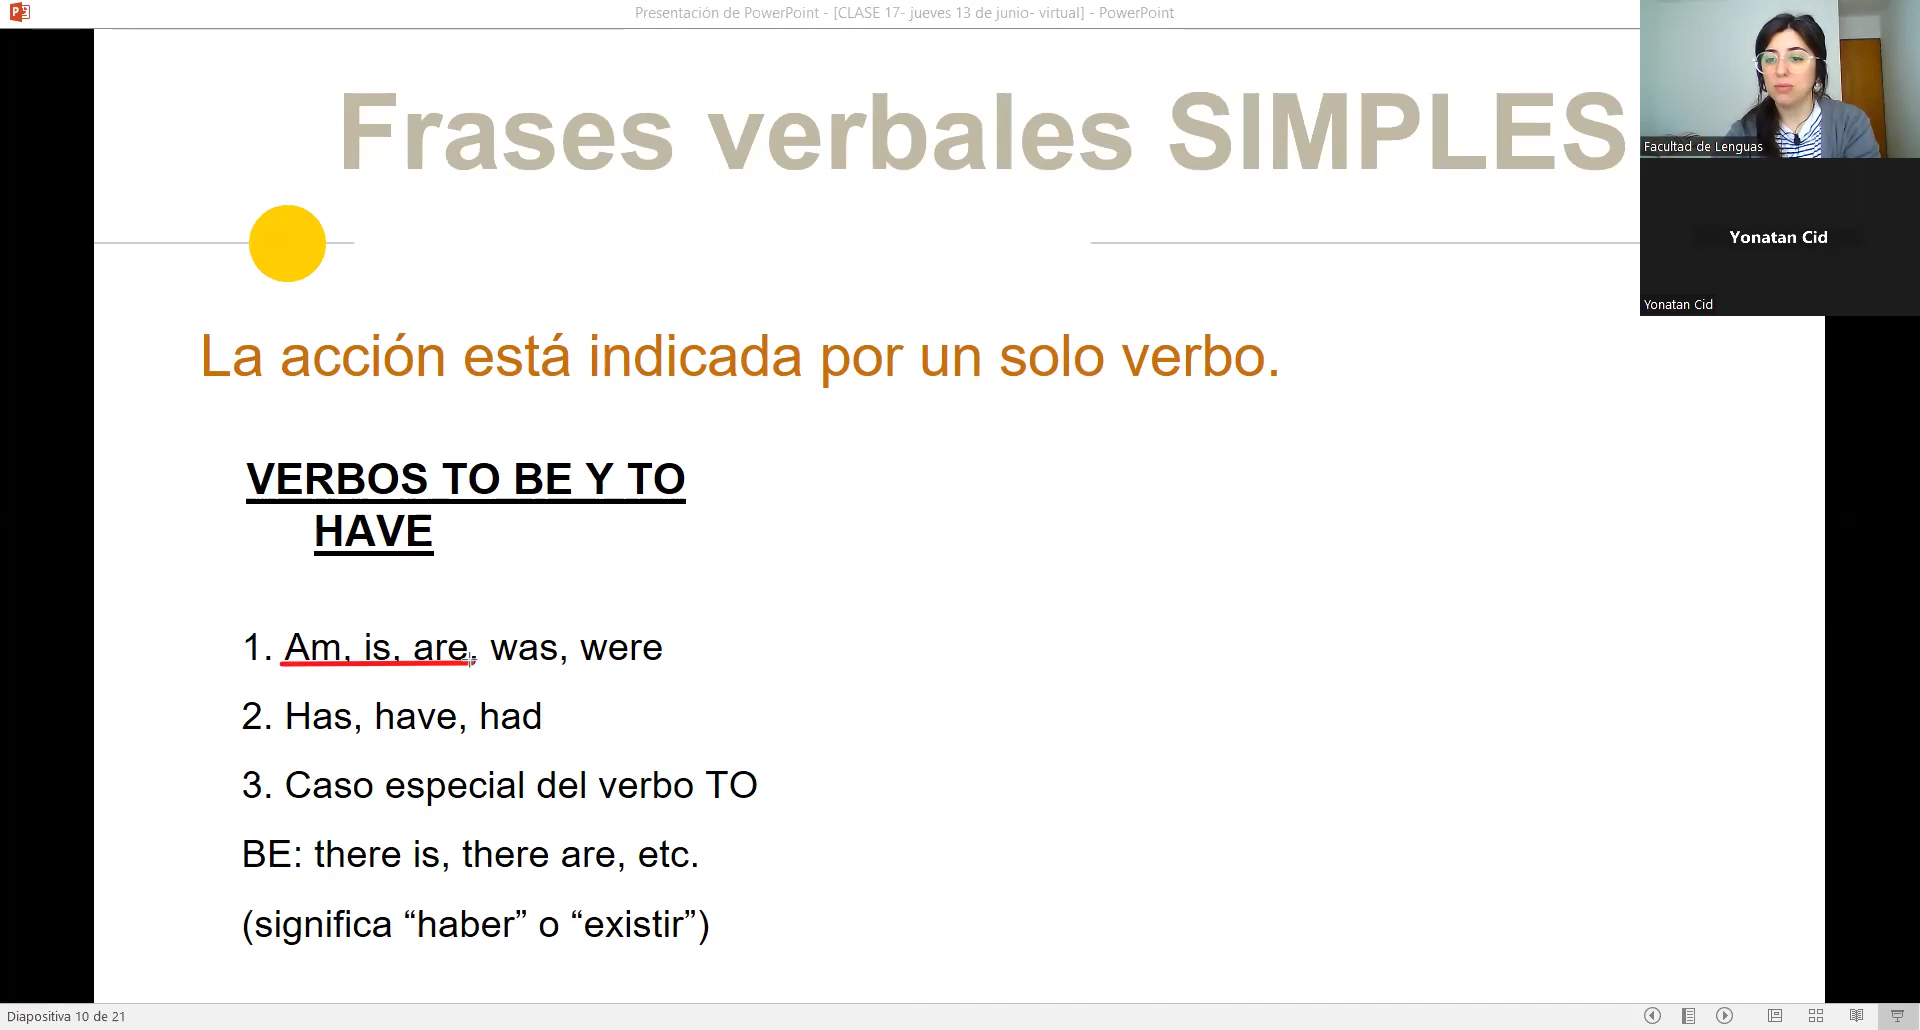 Presentación de PowerPoint - [CLASE 17- jueves 13 de junio- virtual] - PowerPoint
Frases verbales SIMPLES
Facultad de Lenguas
Yonatan Cid
Yonatan Cid
La acción está indicada por un solo verbo.
VERBOS TO BE Y TO
HAVE
1. Am, is, are, was, were
2. Has, have, had
3. Caso especial del verbo TO
BE: there is, there are, etc.
(significa “haber” o “existir”)
Diapositiva 10 de 21